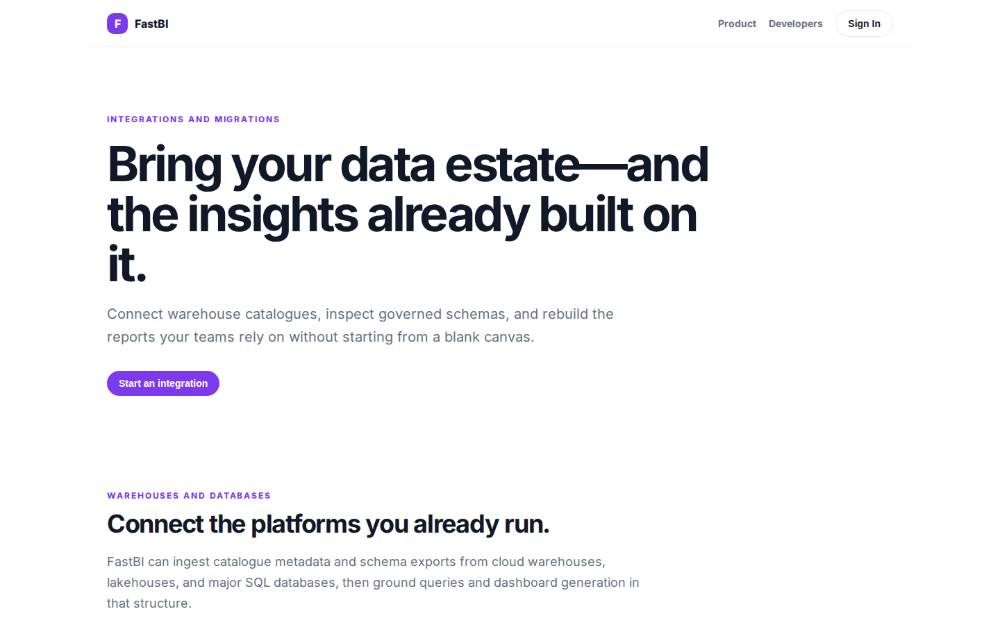 F FastBI
Product Developers Sign In
INTEGRATIONS AND MIGRATIONS
Bring your data estate—and
the insights already built on
it.
Connect warehouse catalogues, inspect governed schemas, and rebuild the
reports your teams rely on without starting from a blank canvas.
Start an integration
WAREHOUSES AND DATABASES
Connect the platforms you already run.
FastBI can ingest catalogue metadata and schema exports from cloud warehouses,
lakehouses, and major SQL databases, then ground queries and dashboard generation in
that structure.